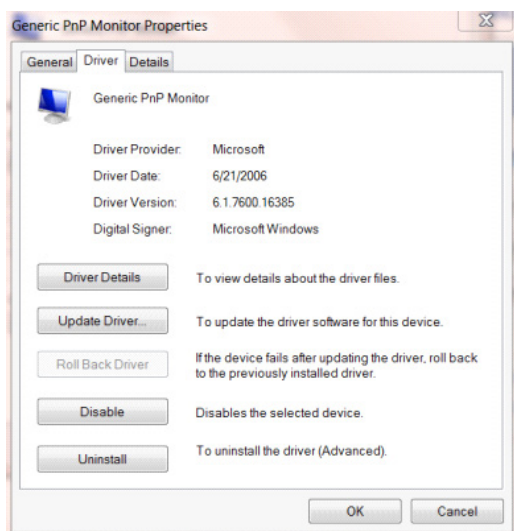 Generic PnP Monitor Properties
General Driver Details
Generic PnP Monitor
Driver Provider: Microsoft
Driver Date: 6/21/2006
Driver Version: 6.1.7600.16385
Digital Signer: Microsoft Windows
Driver Details To view details about the driver files.
Update Driver... To update the driver software for this device.
Roll Back Driver If the device fails after updating the driver, roll back
to the previously installed driver.
Disable Disables the selected device.
Uninstall To uninstall the driver (Advanced).
OK Cancel